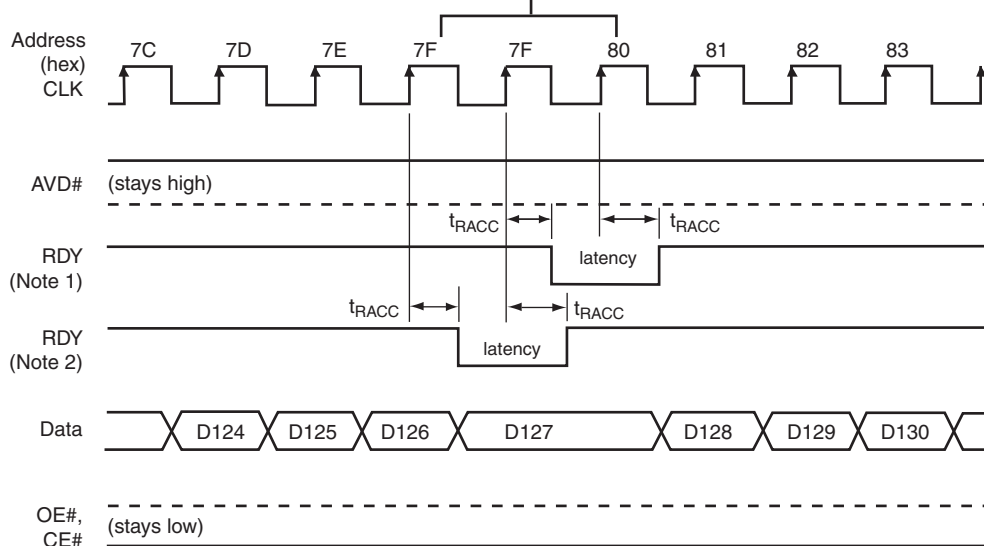 Address
(hex)
CLK
7C 7D 7E 7F 7F 80 81 82 83
AVD#
(stays high)
tRACC
tRACC
RDY
(Note 1)
latency
tRACC
tRACC
RDY
(Note 2)
latency
Data
D124 D125 D126 D127 D128 D129 D130
OE#,
CE#
(stays low)